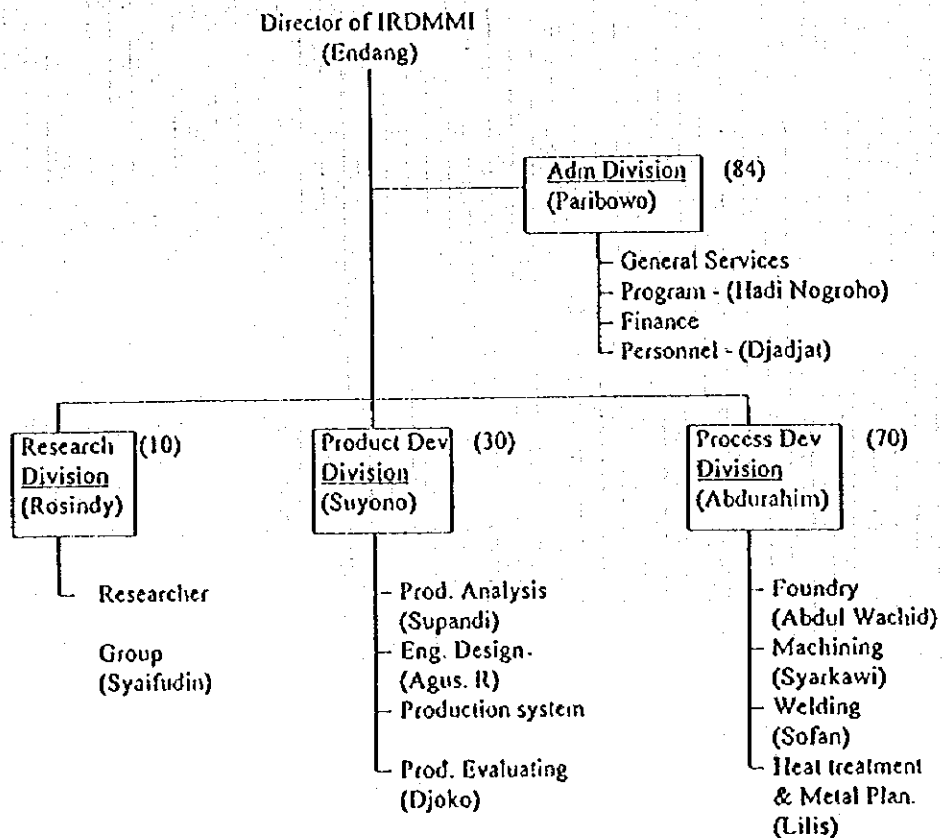 Director of IRDMMI
(Endang)
Adm Division (84)
(Paribowo)
General Services
Program - (Hadi Nogroho)
Finance
Personnel - (Djadjat)
Research (10)
Division
(Rosindy)
Researcher
Group
(Syaifudin)
Product Dev (30)
Division
(Suyono)
Prod. Analysis
(Supandi)
Eng. Design.
(Agus. R)
Production system
Prod. Evaluating
(Djoko)
Process Dev (70)
Division
(Abdurahim)
Foundry
(Abdul Wachid)
Machining
(Syarkawi)
Welding
(Sofan)
Heat treatment
& Metal Plan.
(Lilis)